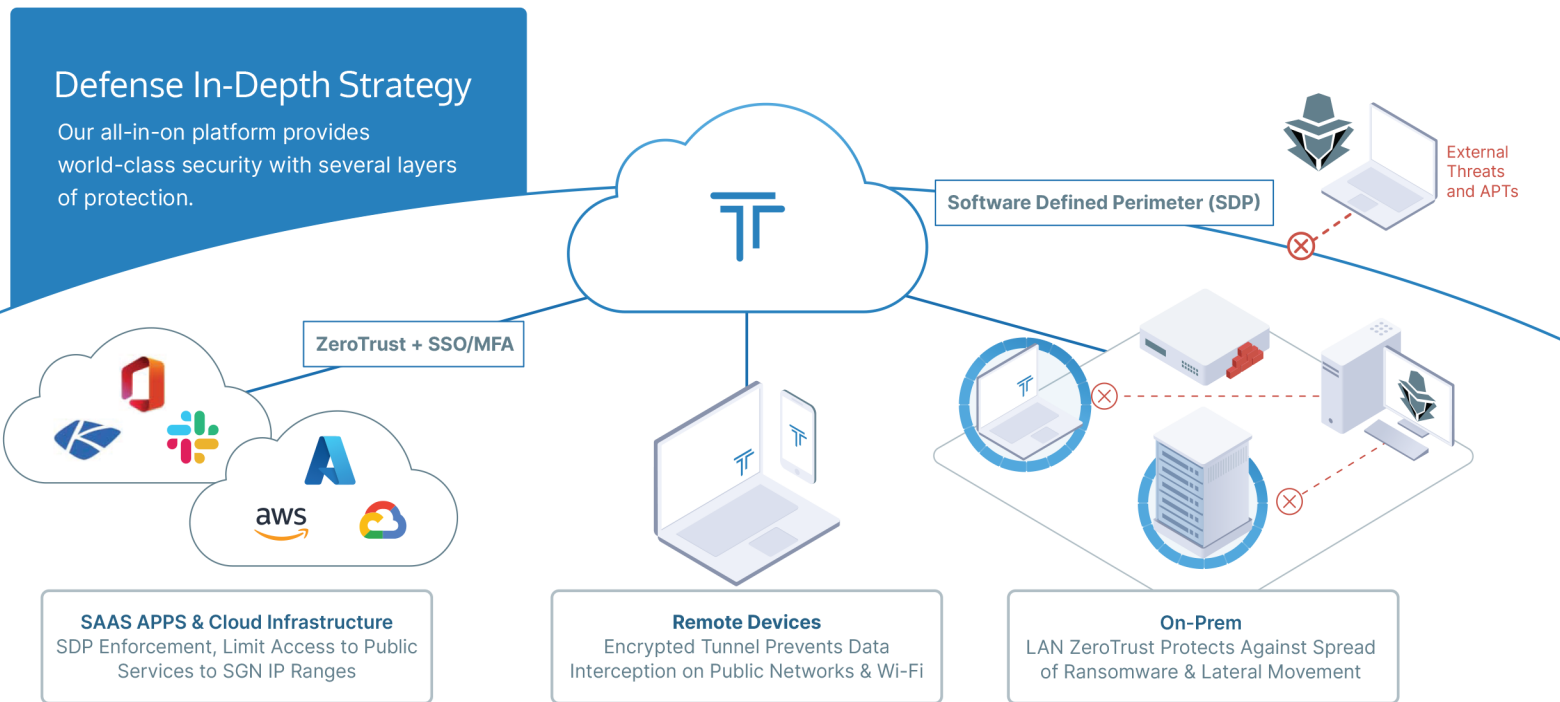 Defense In-Depth Strategy
Our all-in-on platform provides
world-class security with several layers
of protection.
Software Defined Perimeter (SDP)
External
Threats
and APTs
ZeroTrust + SSO/MFA
aws
SAAS APPS & Cloud Infrastructure
SDP Enforcement, Limit Access to Public
Services to SGN IP Ranges
Remote Devices
Encrypted Tunnel Prevents Data
Interception on Public Networks & Wi-Fi
On-Prem
LAN ZeroTrust Protects Against Spread
of Ransomware & Lateral Movement